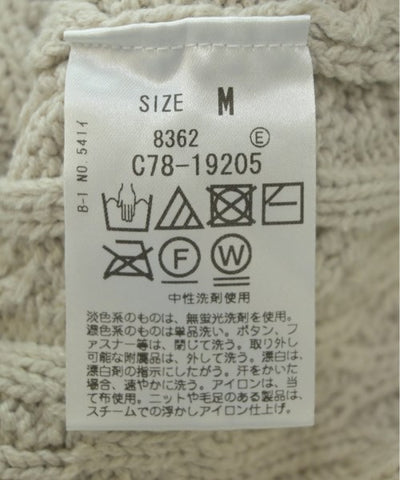 SIZE M
8362 Ⓔ
C78-19205
B-1 NO.541イ
F W
中性洗剤使用
淡色系のものは、無蛍光洗剤を使用。
濃色系のものは単品洗い。ボタン、フ
ァスナー等は、閉じて洗う。取り外し
可能な附属品は、外して洗う。漂白は、
漂白剤の指示にしたがう。汗をかいた
場合、速やかに洗う。アイロンは、当
て布使用。ニットや毛足のある製品は、
スチームでの浮かしアイロン仕上げ。